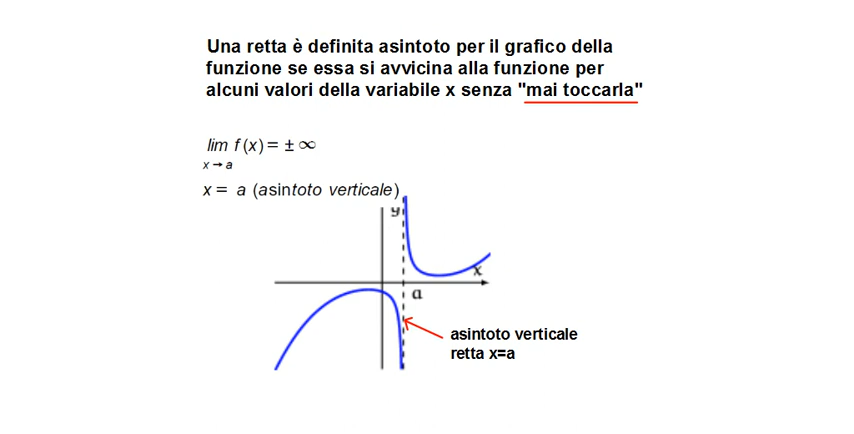 Una retta è definita asintoto per il grafico della
funzione se essa si avvicina alla funzione per
alcuni valori della variabile x senza "mai toccarla"
lim f(x) = ± ∞
x → a
x = a (asintoto verticale)
y
x
a
asintoto verticale
retta x=a